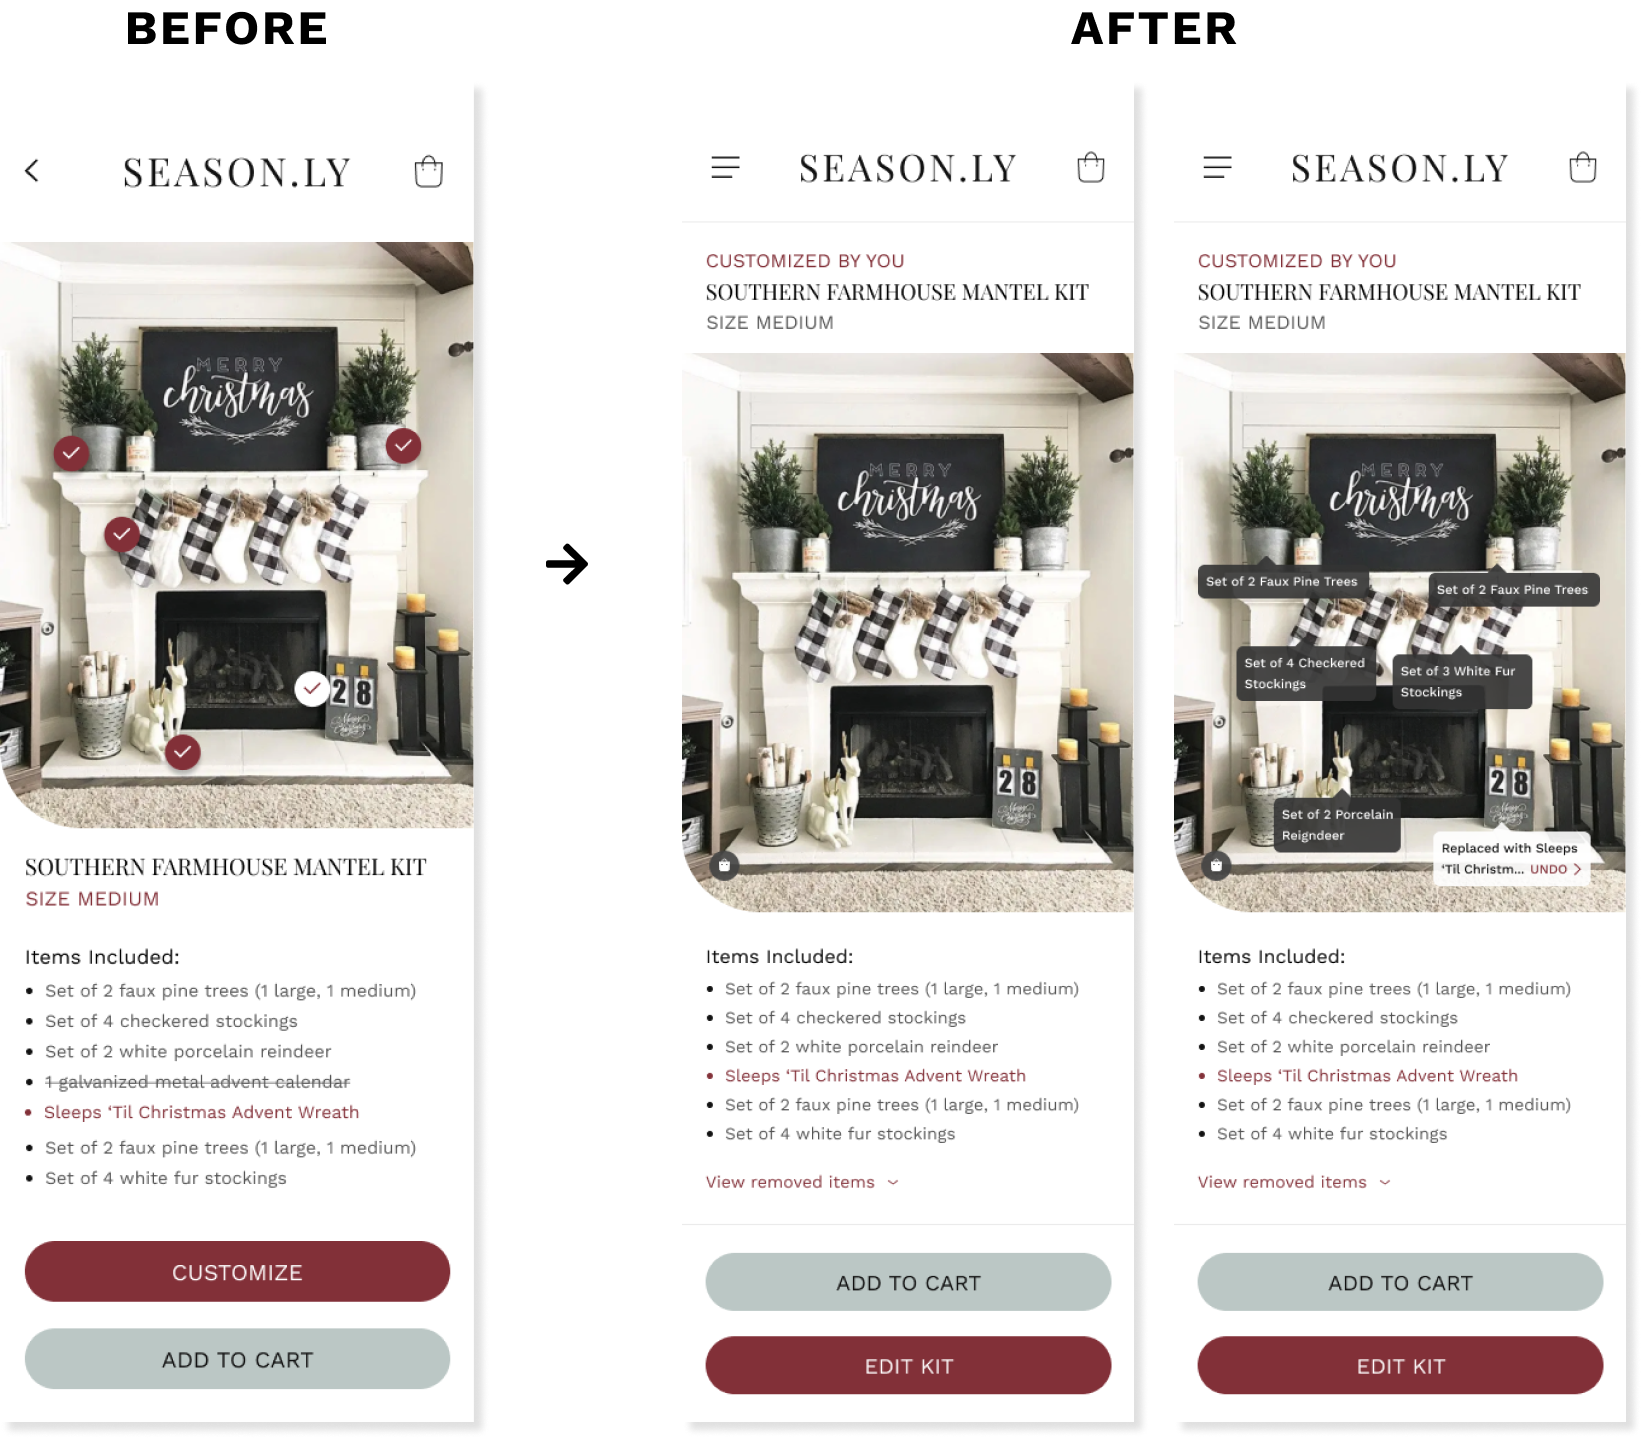 BEFORE
AFTER
SEASON.LY
MERRY
christmas
28
Merry Christmas
SOUTHERN FARMHOUSE MANTEL KIT
SIZE MEDIUM
Items Included:
Set of 2 faux pine trees (1 large, 1 medium)
Set of 4 checkered stockings
Set of 2 white porcelain reindeer
1 galvanized metal advent calendar
Sleeps ‘Til Christmas Advent Wreath
Set of 2 faux pine trees (1 large, 1 medium)
Set of 4 white fur stockings
CUSTOMIZE
ADD TO CART
SEASON.LY
CUSTOMIZED BY YOU
SOUTHERN FARMHOUSE MANTEL KIT
SIZE MEDIUM
MERRY
christmas
28
Merry Christmas
Items Included:
Set of 2 faux pine trees (1 large, 1 medium)
Set of 4 checkered stockings
Set of 2 white porcelain reindeer
Sleeps ‘Til Christmas Advent Wreath
Set of 2 faux pine trees (1 large, 1 medium)
Set of 4 white fur stockings
View removed items
ADD TO CART
EDIT KIT
SEASON.LY
CUSTOMIZED BY YOU
SOUTHERN FARMHOUSE MANTEL KIT
SIZE MEDIUM
MERRY
christmas
Set of 2 Faux Pine Trees
Set of 2 Faux Pine Trees
Set of 4 Checkered
Stockings
Set of 3 White Fur
Stockings
28
Merry Christmas
Set of 2 Porcelain
Reigndeer
Replaced with Sleeps
‘Til Christm... UNDO
Items Included:
Set of 2 faux pine trees (1 large, 1 medium)
Set of 4 checkered stockings
Set of 2 white porcelain reindeer
Sleeps ‘Til Christmas Advent Wreath
Set of 2 faux pine trees (1 large, 1 medium)
Set of 4 white fur stockings
View removed items
ADD TO CART
EDIT KIT